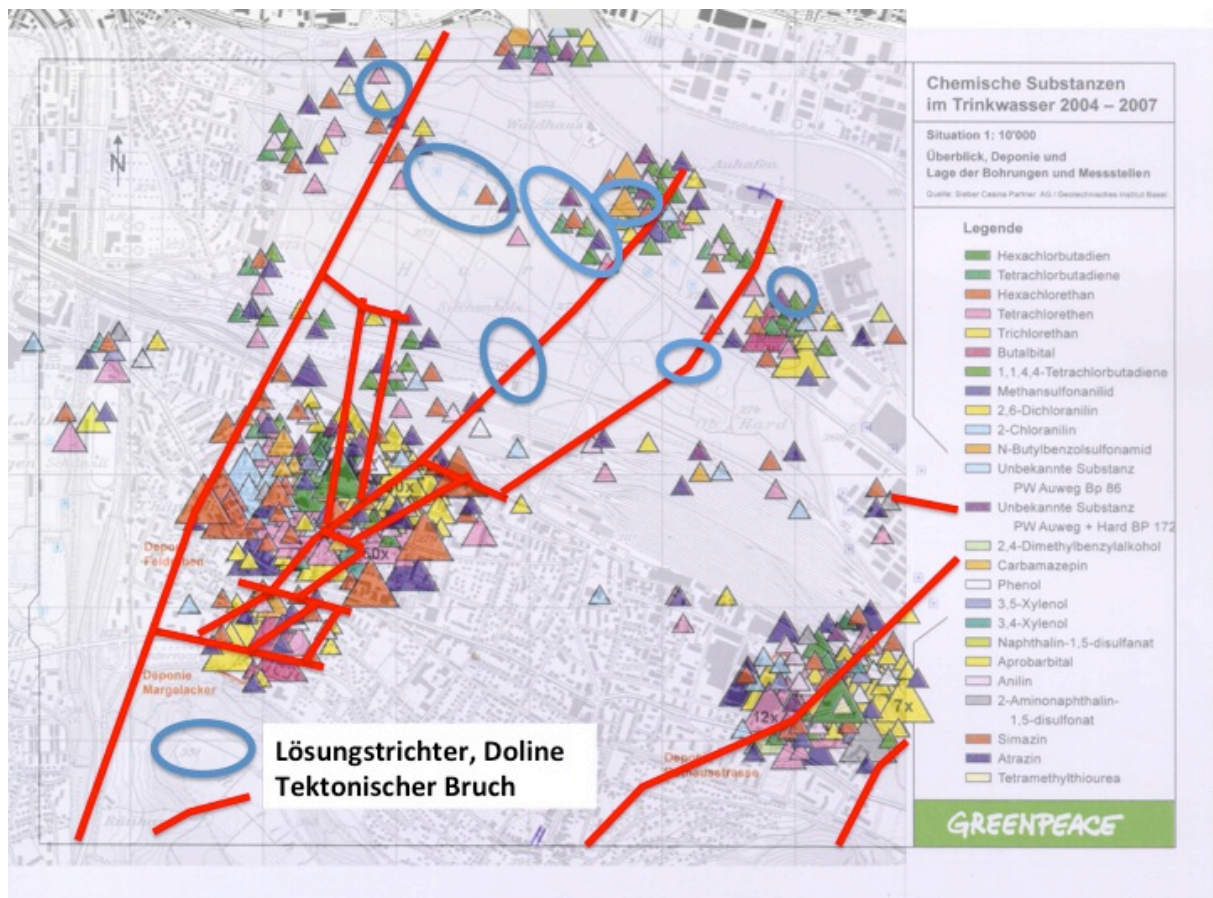 Chemische Substanzen
im Trinkwasser 2004 – 2007
Situation 1: 10'000
Überblick, Deponie und
Lage der Bohrungen und Messstellen
Quelle: Sieber Cassina Partner AG / Geotechnisches Institut Basel
Legende
Hexachlorbutadien
Tetrachlorbutadiene
Hexachlorethan
Tetrachlorethen
Trichlorethan
Butalbital
1,1,4,4-Tetrachlorbutadiene
Methansulfonanilid
2,6-Dichloranilin
2-Chloranilin
N-Butylbenzolsulfonamid
Unbekannte Substanz
PW Auweg Bp 86
Unbekannte Substanz
PW Auweg + Hard BP 172
2,4-Dimethylbenzylalkohol
Carbamazepin
Phenol
3,5-Xylenol
3,4-Xylenol
Naphthalin-1,5-disulfanat
Aprobarbital
Anilin
2-Aminonaphthalin-
1,5-disulfonat
Simazin
Atrazin
Tetramethylthiourea
GREENPEACE
N
Waldhaus
Auhafen
Ob. Hard
50x
12x
7x
Deponie
Deponie
Margelacker
Lösungstrichter, Doline
Tektonischer Bruch